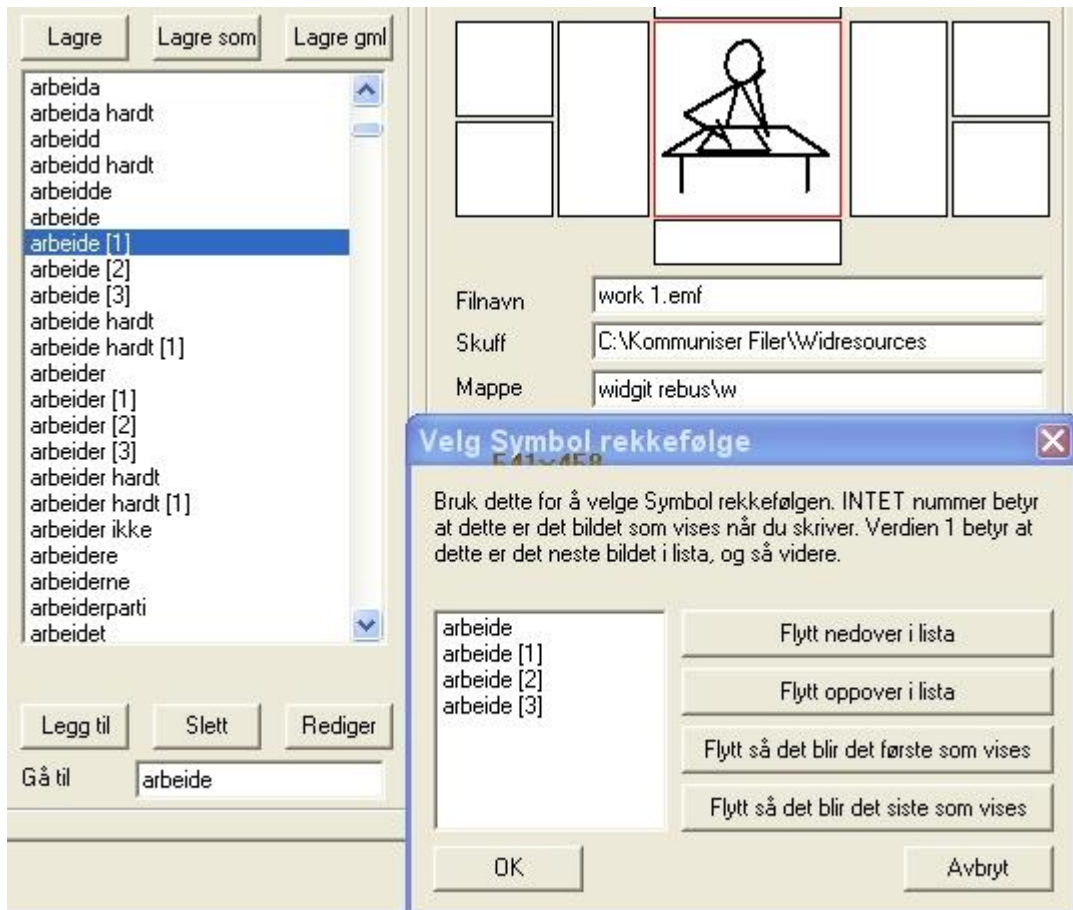 Lagre
Lagre som
Lagre gml
arbeida
arbeida hardt
arbeidd
arbeidd hardt
arbeidde
arbeide
arbeide [1]
arbeide [2]
arbeide [3]
arbeide hardt
arbeide hardt [1]
arbeider
arbeider [1]
arbeider [2]
arbeider [3]
arbeider hardt
arbeider hardt [1]
arbeider ikke
arbeidere
arbeiderne
arbeiderparti
arbeidet
Legg til
Slett
Rediger
Gå til
arbeide
Filnavn
work 1.emf
Skuff
C:\Kommuniser Filer\Widresources
Mappe
widgit rebus\w
Velg Symbol rekkefølge
541x458
Bruk dette for å velge Symbol rekkefølgen. INTET nummer betyr
at dette er det bildet som vises når du skriver. Verdien 1 betyr at
dette er det neste bildet i lista, og så videre.
arbeide
arbeide [1]
arbeide [2]
arbeide [3]
Flytt nedover i lista
Flytt oppover i lista
Flytt så det blir det første som vises
Flytt så det blir det siste som vises
OK
Avbryt